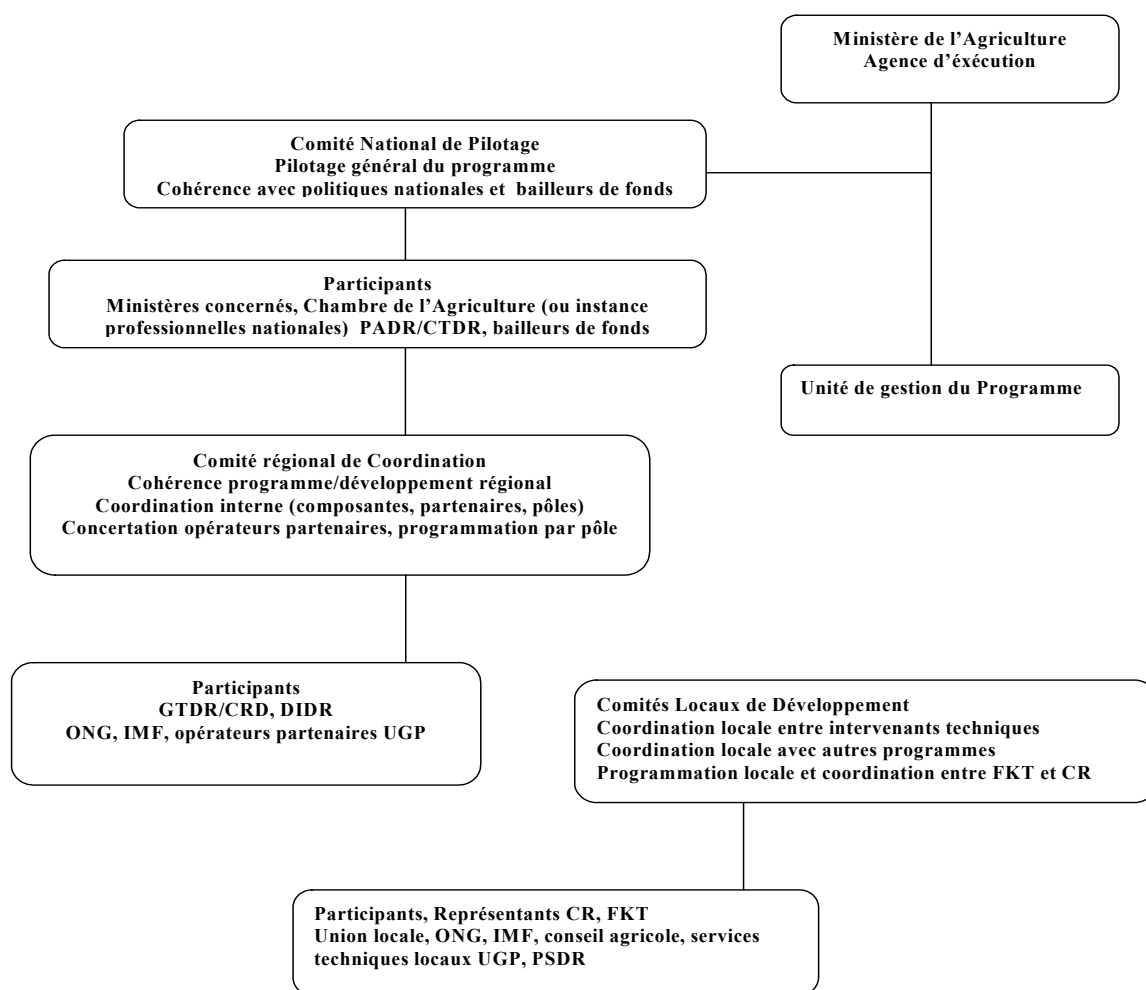 Ministère de l’Agriculture
Agence d’éxécution
Comité National de Pilotage
Pilotage général du programme
Cohérence avec politiques nationales et bailleurs de fonds
Participants
Ministères concernés, Chambre de l’Agriculture (ou instance
professionnelles nationales) PADR/CTDR, bailleurs de fonds
Unité de gestion du Programme
Comité régional de Coordination
Cohérence programme/développement régional
Coordination interne (composantes, partenaires, pôles)
Concertation opérateurs partenaires, programmation par pôle
Participants
GTDR/CRD, DIDR
ONG, IMF, opérateurs partenaires UGP
Comités Locaux de Développement
Coordination locale entre intervenants techniques
Coordination locale avec autres programmes
Programmation locale et coordination entre FKT et CR
Participants, Représentants CR, FKT
Union locale, ONG, IMF, conseil agricole, services
techniques locaux UGP, PSDR